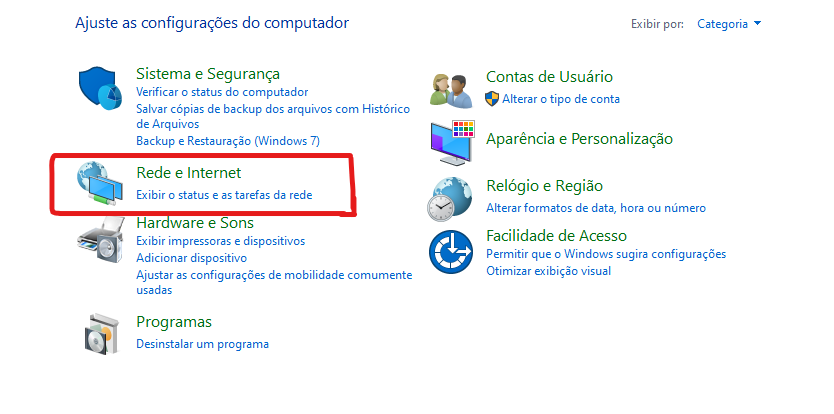 Ajuste as configurações do computador
Exibir por: Categoria
Sistema e Segurança
Verificar o status do computador
Salvar cópias de backup dos arquivos com Histórico
de Arquivos
Backup e Restauração (Windows 7)
Rede e Internet
Exibir o status e as tarefas da rede
Hardware e Sons
Exibir impressoras e dispositivos
Adicionar dispositivo
Ajustar as configurações de mobilidade comumente
usadas
Programas
Desinstalar um programa
Contas de Usuário
Alterar o tipo de conta
Aparência e Personalização
Relógio e Região
Alterar formatos de data, hora ou número
Facilidade de Acesso
Permitir que o Windows sugira configurações
Otimizar exibição visual